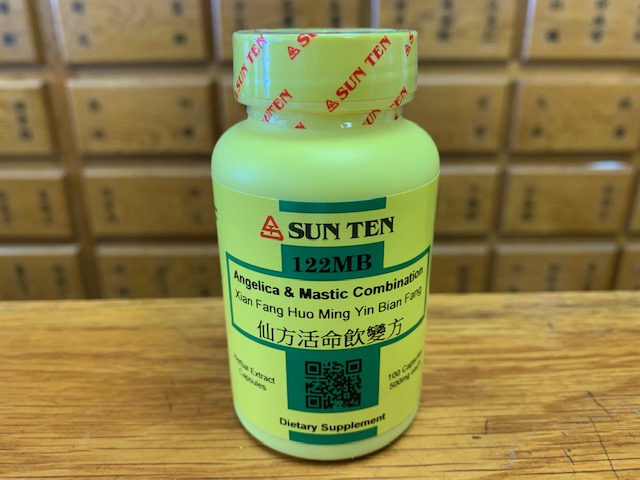 SUN TEN
SUN TEN
SUN TEN
SUN TEN
122MB
Angelica & Mastic Combination
Xian Fang Huo Ming Yin Bian Fang
仙方活命飲變方
Herbal Extract
Capsules
100 Capsules
500mg each
Dietary Supplement